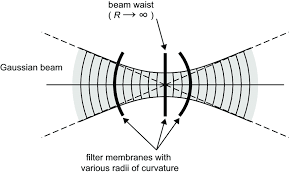 beam waist
( R → ∞ )
Gaussian beam
filter membranes with
various radii of curvature